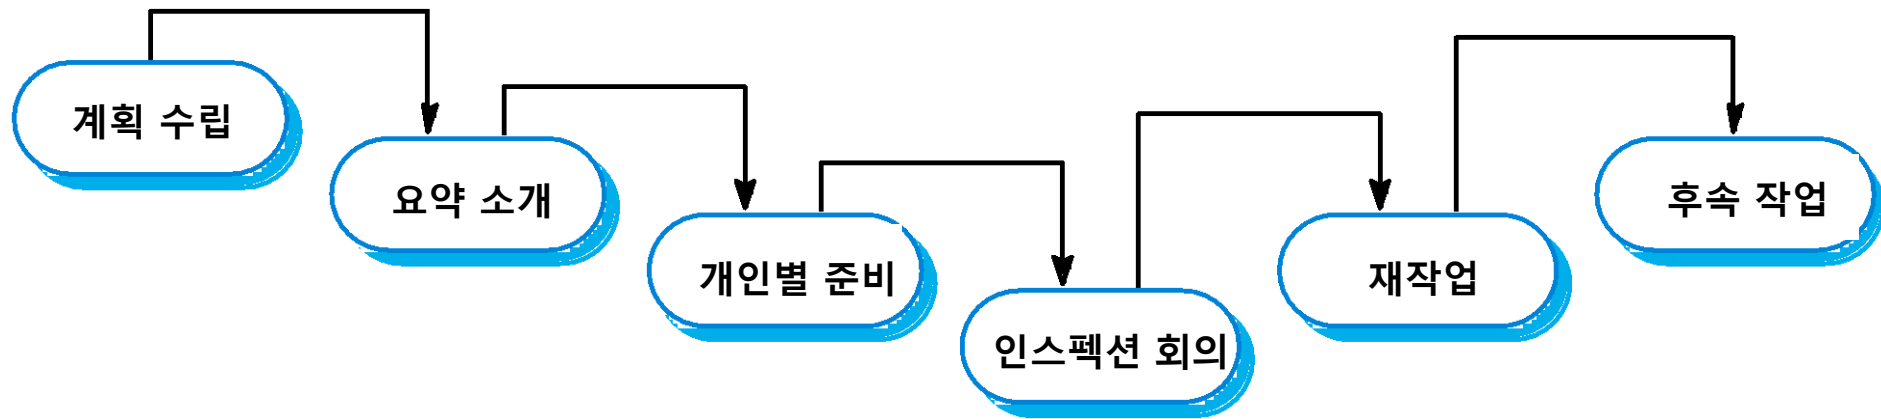 계획 수립
요약 소개
개인별 준비
인스펙션 회의
재작업
후속 작업